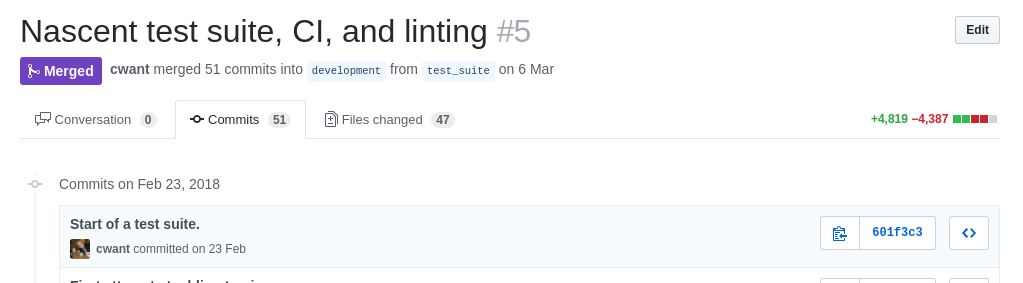 Nascent test suite, CI, and linting #5
Edit
Merged cwant merged 51 commits into development from test_suite on 6 Mar
Conversation 0 Commits 51 Files changed 47 +4,819 −4,387
Commits on Feb 23, 2018
Start of a test suite.
601f3c3
cwant committed on 23 Feb